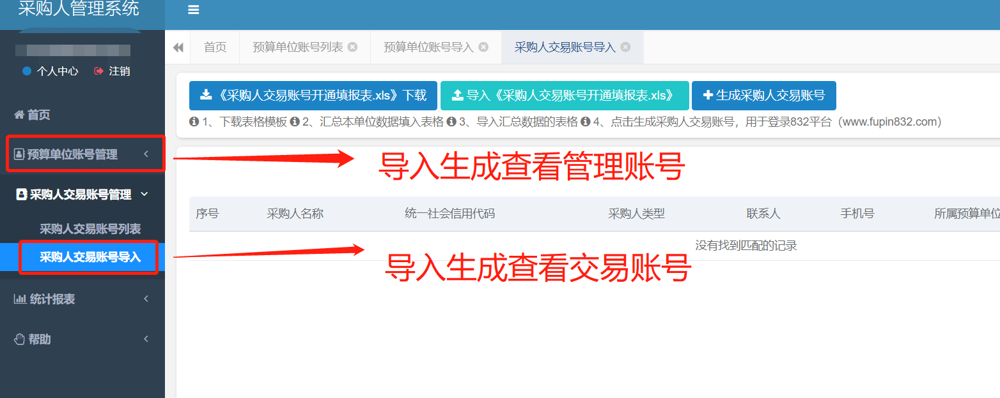 采购人管理系统
个人中心 注销
首页 预算单位账号列表 预算单位账号导入 采购人交易账号导入
《采购人交易账号开通填报表.xls》下载 导入《采购人交易账号开通填报表.xls》 生成采购人交易账号
首页
1、下载表格模板 2、汇总本单位数据填入表格 3、导入汇总数据的表格 4、点击生成采购人交易账号，用于登录832平台（www.fupin832.com）
预算单位账号管理
导入生成查看管理账号
采购人交易账号管理
序号 采购人名称 统一社会信用代码 采购人类型 联系人 手机号 所属预算单位
采购人交易账号列表
没有找到匹配的记录
采购人交易账号导入
导入生成查看交易账号
统计报表
帮助